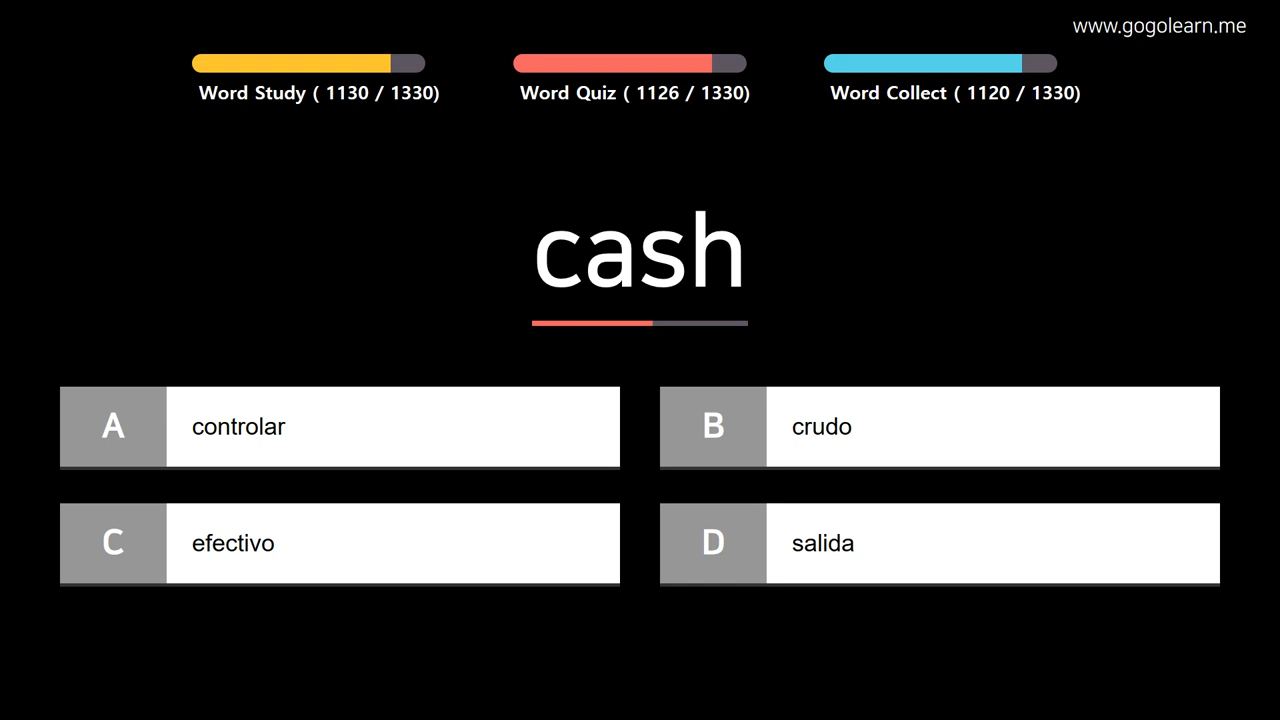 www.gogolearn.me
Word Study ( 1130 / 1330)
Word Quiz ( 1126 / 1330)
Word Collect ( 1120 / 1330)
cash
A controlar
B crudo
C efectivo
D salida